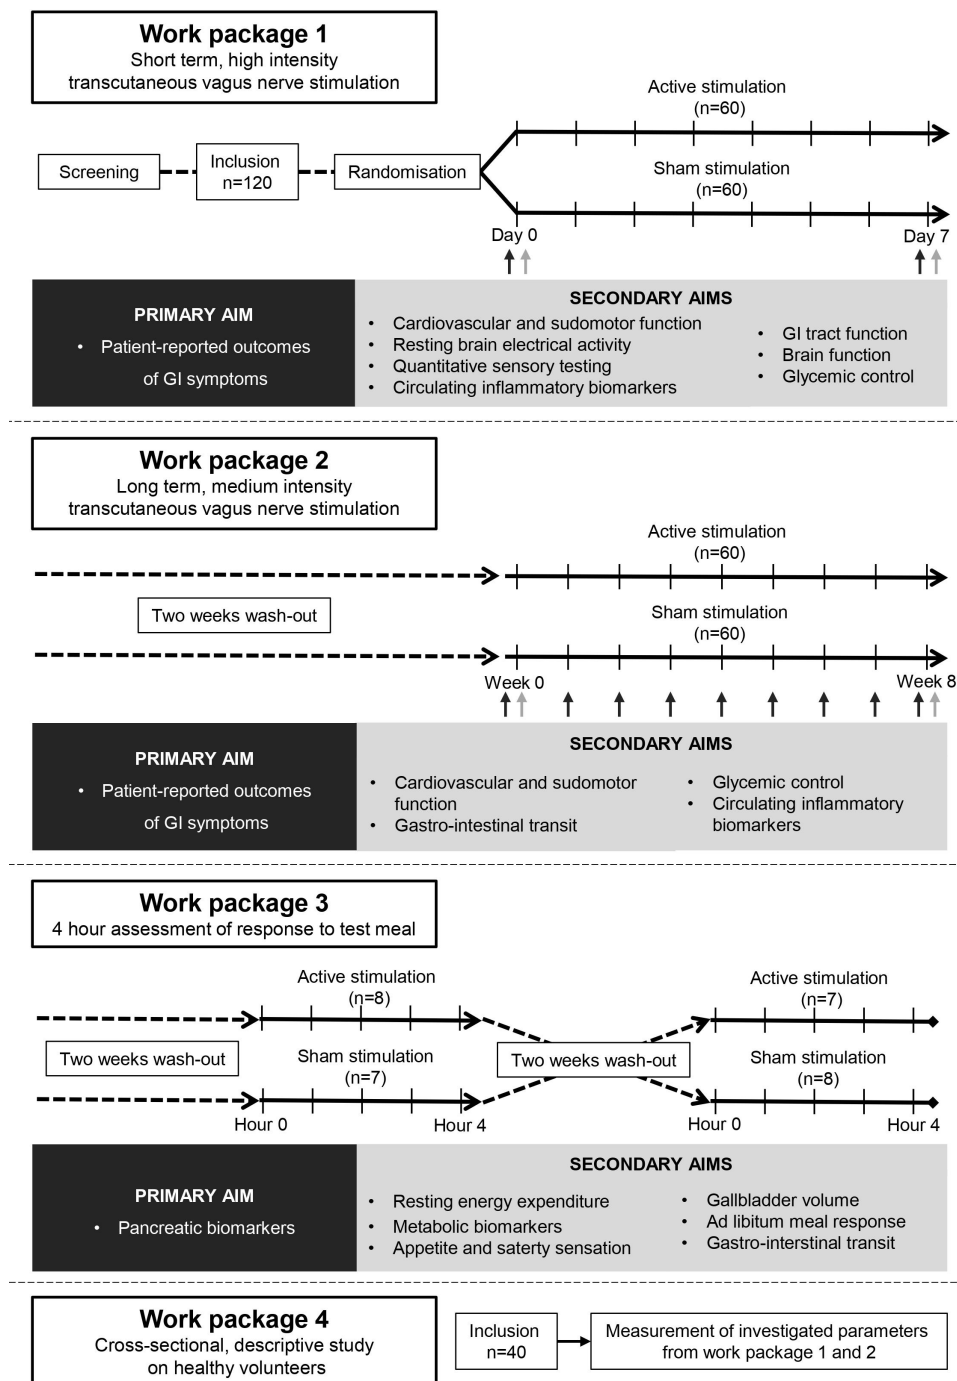 Work package 1
Short term, high intensity
transcutaneous vagus nerve stimulation
Active stimulation
(n=60)
Screening
Inclusion
n=120
Randomisation
Sham stimulation
(n=60)
Day 0
Day 7
PRIMARY AIM
• Patient-reported outcomes
of GI symptoms
SECONDARY AIMS
• Cardiovascular and sudomotor function
• Resting brain electrical activity
• Quantitative sensory testing
• Circulating inflammatory biomarkers
• GI tract function
• Brain function
• Glycemic control
Work package 2
Long term, medium intensity
transcutaneous vagus nerve stimulation
Active stimulation
(n=60)
Two weeks wash-out
Sham stimulation
(n=60)
Week 0
Week 8
PRIMARY AIM
• Patient-reported outcomes
of GI symptoms
SECONDARY AIMS
• Cardiovascular and sudomotor
function
• Gastro-intestinal transit
• Glycemic control
• Circulating inflammatory
biomarkers
Work package 3
4 hour assessment of response to test meal
Active stimulation
(n=8)
Active stimulation
(n=7)
Two weeks wash-out
Sham stimulation
(n=7)
Two weeks wash-out
Sham stimulation
(n=8)
Hour 0
Hour 4
Hour 0
Hour 4
PRIMARY AIM
• Pancreatic biomarkers
SECONDARY AIMS
• Resting energy expenditure
• Metabolic biomarkers
• Appetite and saterty sensation
• Gallbladder volume
• Ad libitum meal response
• Gastro-interstinal transit
Work package 4
Cross-sectional, descriptive study
on healthy volunteers
Inclusion
n=40
Measurement of investigated parameters
from work package 1 and 2